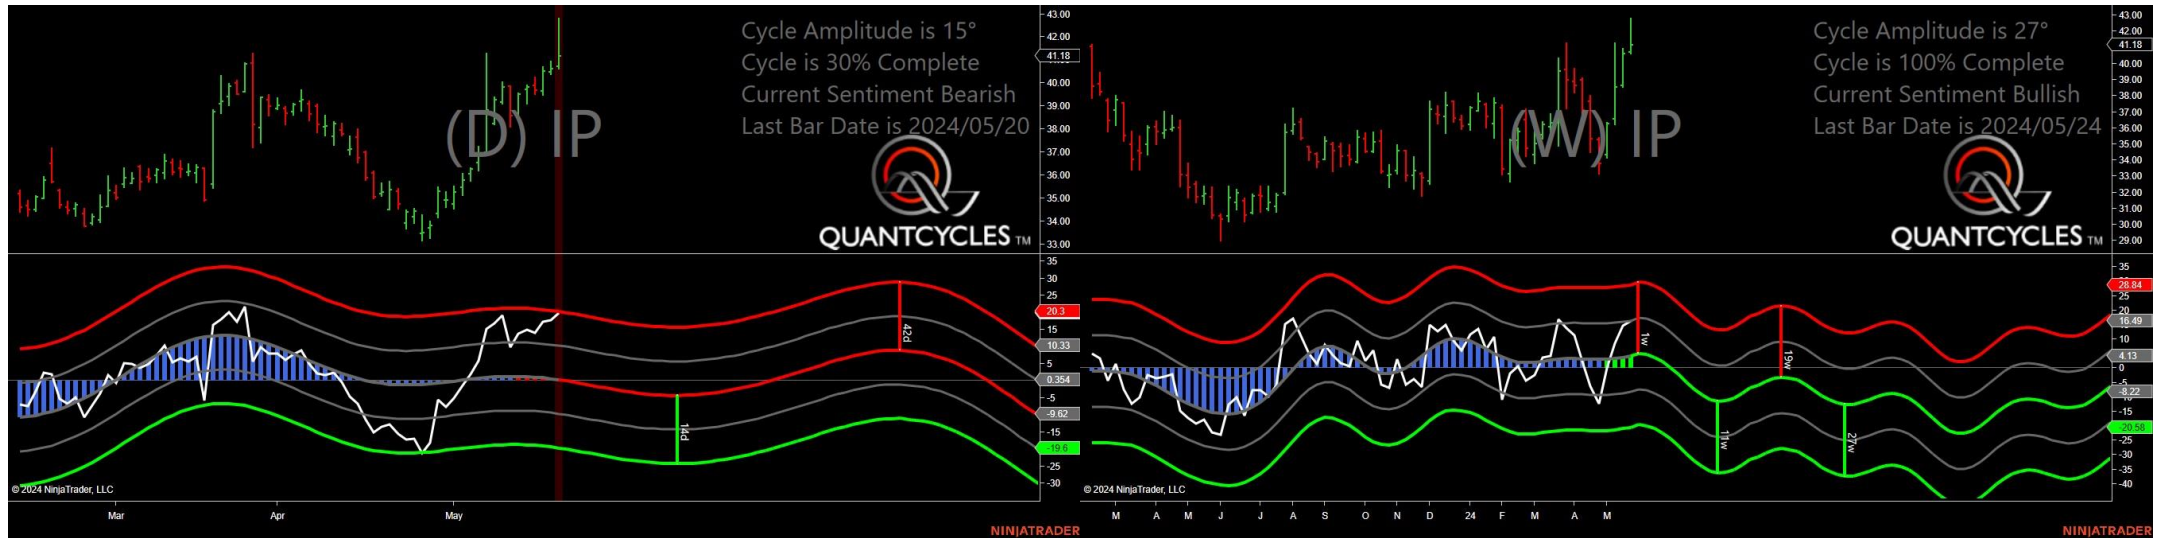 Cycle Amplitude is 15°
Cycle is 30% Complete
Current Sentiment Bearish
Last Bar Date is 2024/05/20
(D) IP
QUANTCYCLES TM
43.00
42.00
41.18
40.00
39.00
38.00
37.00
36.00
35.00
34.00
33.00
35
30
25
20.3
15
10.33
5
0.354
-5
-9.62
-15
-19.6
-25
-30
42d
14d
© 2024 NinjaTrader, LLC
Mar Apr May
NINJATRADER
Cycle Amplitude is 27°
Cycle is 100% Complete
Current Sentiment Bullish
Last Bar Date is 2024/05/24
(W) IP
QUANTCYCLES TM
43.00
42.00
41.18
40.00
39.00
38.00
37.00
36.00
35.00
34.00
33.00
32.00
31.00
30.00
29.00
35
28.84
25
16.49
10
4.13
0
-5
-8.22
-15
-20.58
-25
-30
-35
-40
1w
19w
11w
27w
© 2024 NinjaTrader, LLC
M A M J J A S O N D 24 F M A M
NINJATRADER